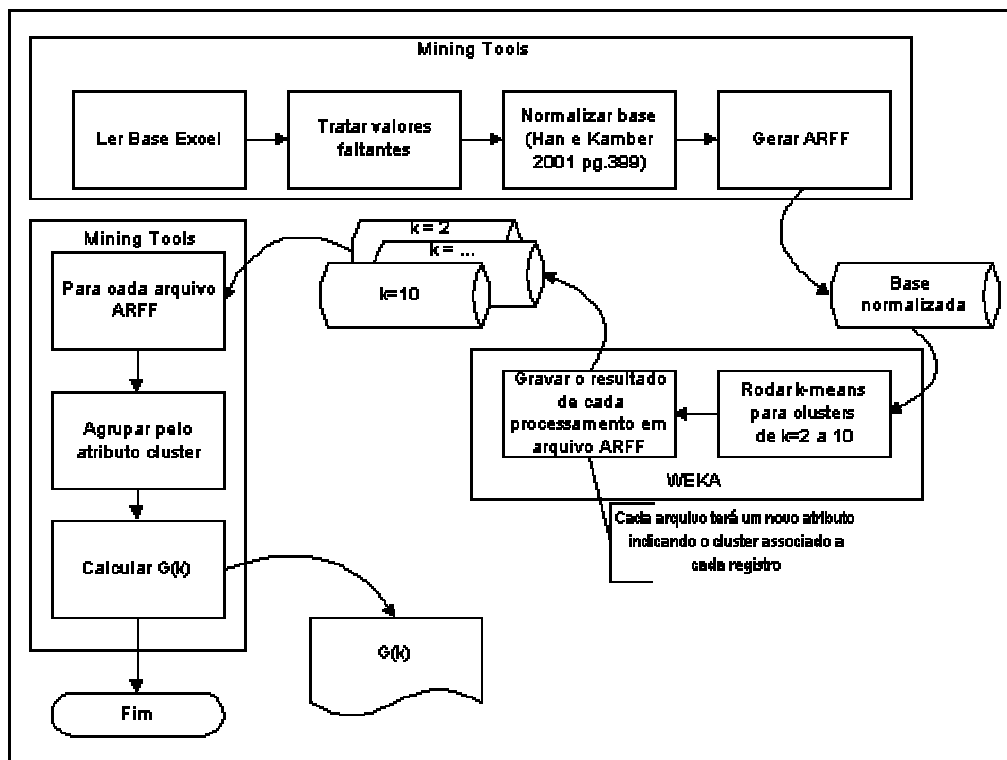 Mining Tools
Ler Base Excel
Tratar valores
faltantes
Normalizar base
(Han e Kamber
2001 pg.399)
Gerar ARFF
Mining Tools
Para cada arquivo
ARFF
Agrupar pelo
atributo cluster
Calcular G(k)
Fim
k = 2
k = ...
k=10
Base
normalizada
Gravar o resultado
de cada
processamento em
arquivo ARFF
Rodar k-means
para clusters
de k=2 a 10
WEKA
Cada arquivo terá um novo atributo
indicando o cluster associado a
cada registro
G(k)